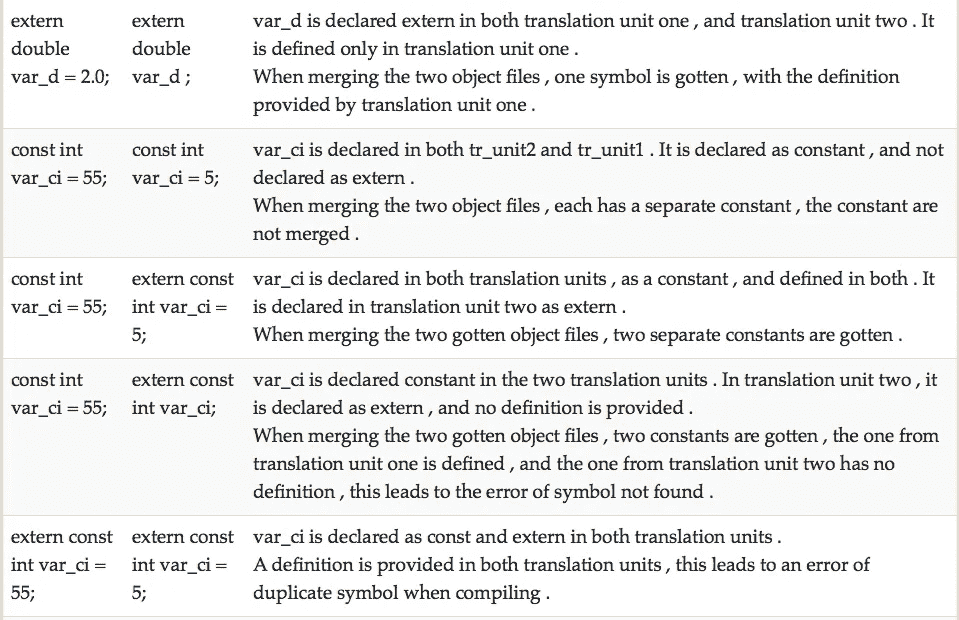 extern
double
var_d = 2.0;
extern
double
var_d ;
var_d is declared extern in both translation unit one , and translation unit two . It
is defined only in translation unit one .
When merging the two object files , one symbol is gotten , with the definition
provided by translation unit one .
const int
var_ci = 55;
const int
var_ci = 5;
var_ci is declared in both tr_unit2 and tr_unit1 . It is declared as constant , and not
declared as extern .
When merging the two object files , each has a separate constant , the constant are
not merged .
const int
var_ci = 55;
extern const
int var_ci =
5;
var_ci is declared in both translation units , as a constant , and defined in both . It
is declared in translation unit two as extern .
When merging the two gotten object files , two separate constants are gotten .
const int
var_ci = 55;
extern const
int var_ci;
var_ci is declared constant in the two translation units . In translation unit two , it
is declared as extern , and no definition is provided .
When merging the two gotten object files , two constants are gotten , the one from
translation unit one is defined , and the one from translation unit two has no
definition , this leads to the error of symbol not found .
extern const
int var_ci =
55;
extern const
int var_ci =
5;
var_ci is declared as const and extern in both translation units .
A definition is provided in both translation units , this leads to an error of
duplicate symbol when compiling .